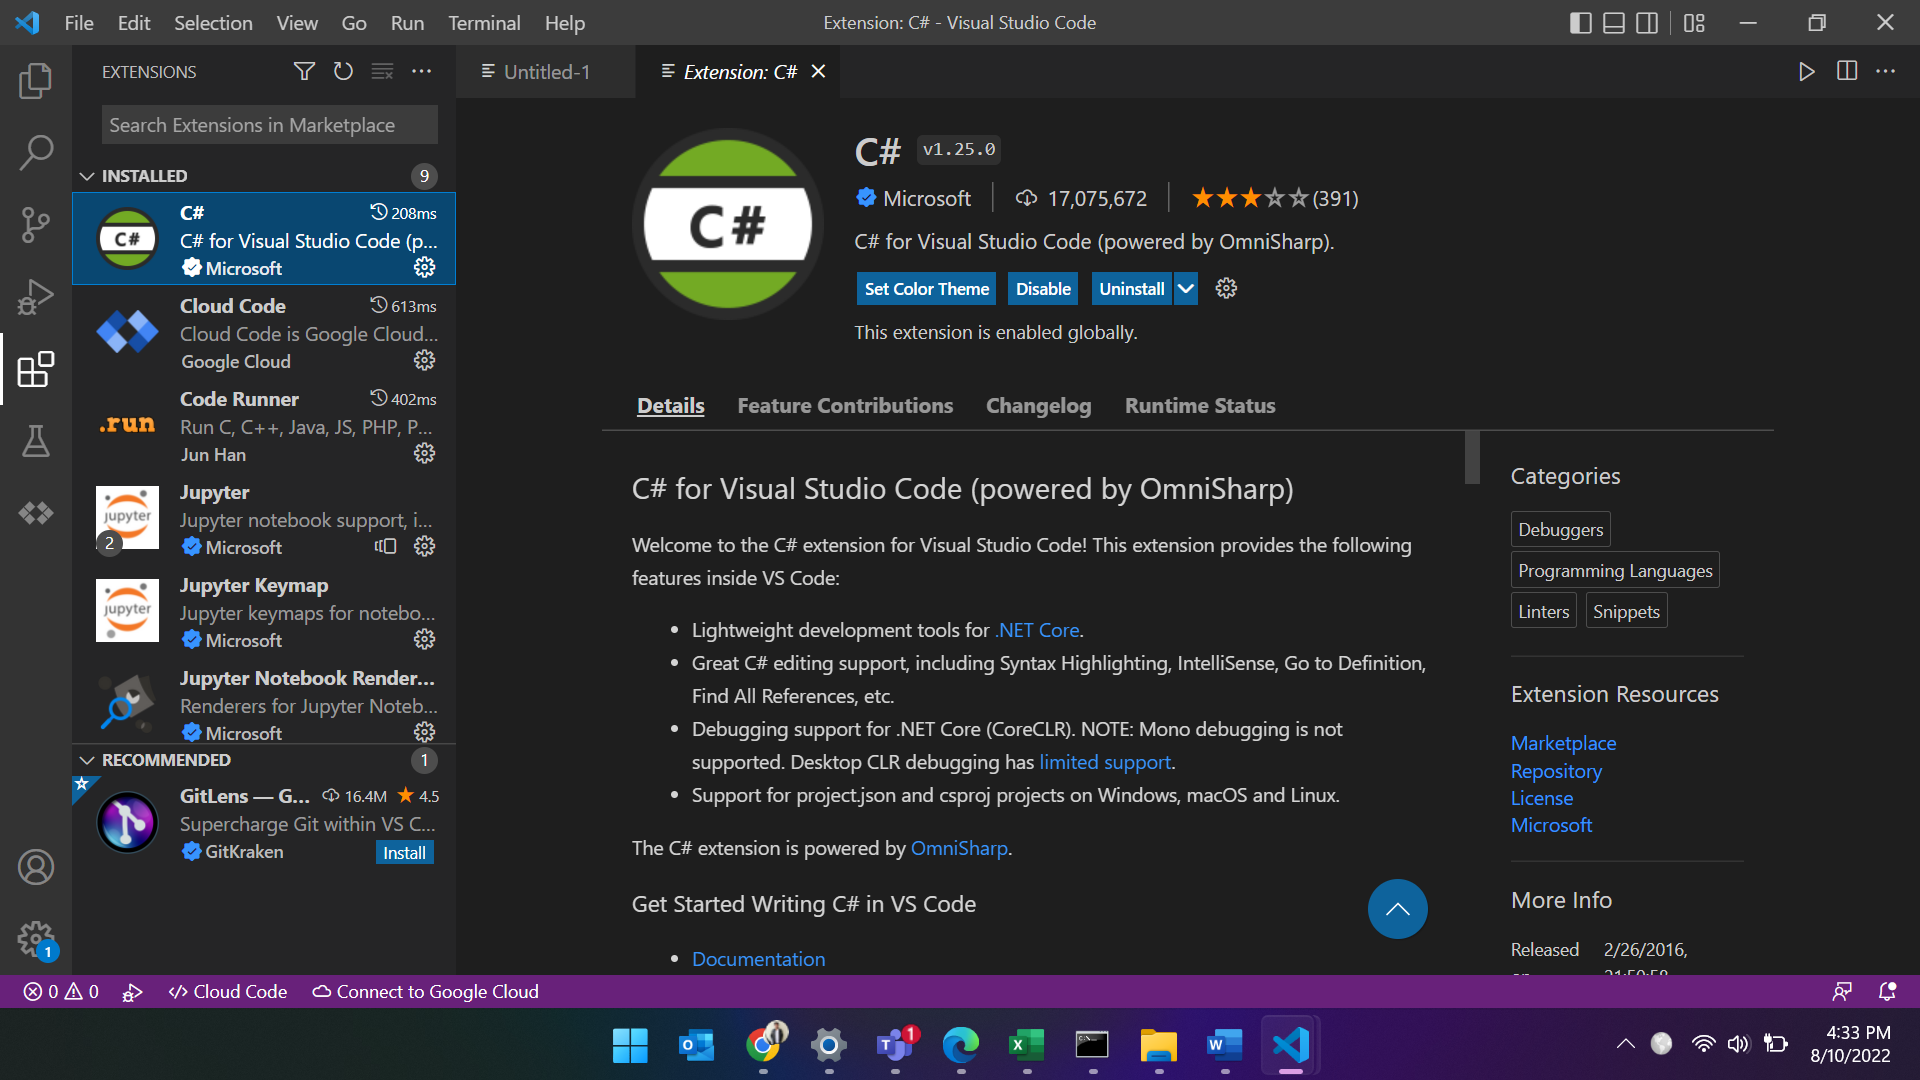 File Edit Selection View Go Run Terminal Help
Extension: C# - Visual Studio Code
EXTENSIONS
Search Extensions in Marketplace
INSTALLED 9
C# 208ms
C# for Visual Studio Code (p...
Microsoft
C#
Cloud Code 613ms
Cloud Code is Google Cloud...
Google Cloud
Code Runner 402ms
.run
Run C, C++, Java, JS, PHP, P...
Jun Han
Jupyter
jupyter
Jupyter notebook support, i...
2
Microsoft
Jupyter Keymap
jupyter
Jupyter keymaps for notebo...
Microsoft
Jupyter Notebook Render...
Renderers for Jupyter Noteb...
Microsoft
RECOMMENDED 1
GitLens — G... 16.4M 4.5
Supercharge Git within VS C...
GitKraken Install
1
Untitled-1
Extension: C#
C#
C# v1.25.0
Microsoft 17,075,672 (391)
C# for Visual Studio Code (powered by OmniSharp).
Set Color Theme Disable Uninstall
This extension is enabled globally.
Details Feature Contributions Changelog Runtime Status
C# for Visual Studio Code (powered by OmniSharp)
Welcome to the C# extension for Visual Studio Code! This extension provides the following
features inside VS Code:
• Lightweight development tools for .NET Core.
• Great C# editing support, including Syntax Highlighting, IntelliSense, Go to Definition,
Find All References, etc.
• Debugging support for .NET Core (CoreCLR). NOTE: Mono debugging is not
supported. Desktop CLR debugging has limited support.
• Support for project.json and csproj projects on Windows, macOS and Linux.
The C# extension is powered by OmniSharp.
Get Started Writing C# in VS Code
• Documentation
Categories
Debuggers
Programming Languages
Linters Snippets
Extension Resources
Marketplace
Repository
License
Microsoft
More Info
Released 2/26/2016,
0 0 Cloud Code Connect to Google Cloud
1
4:33 PM
8/10/2022